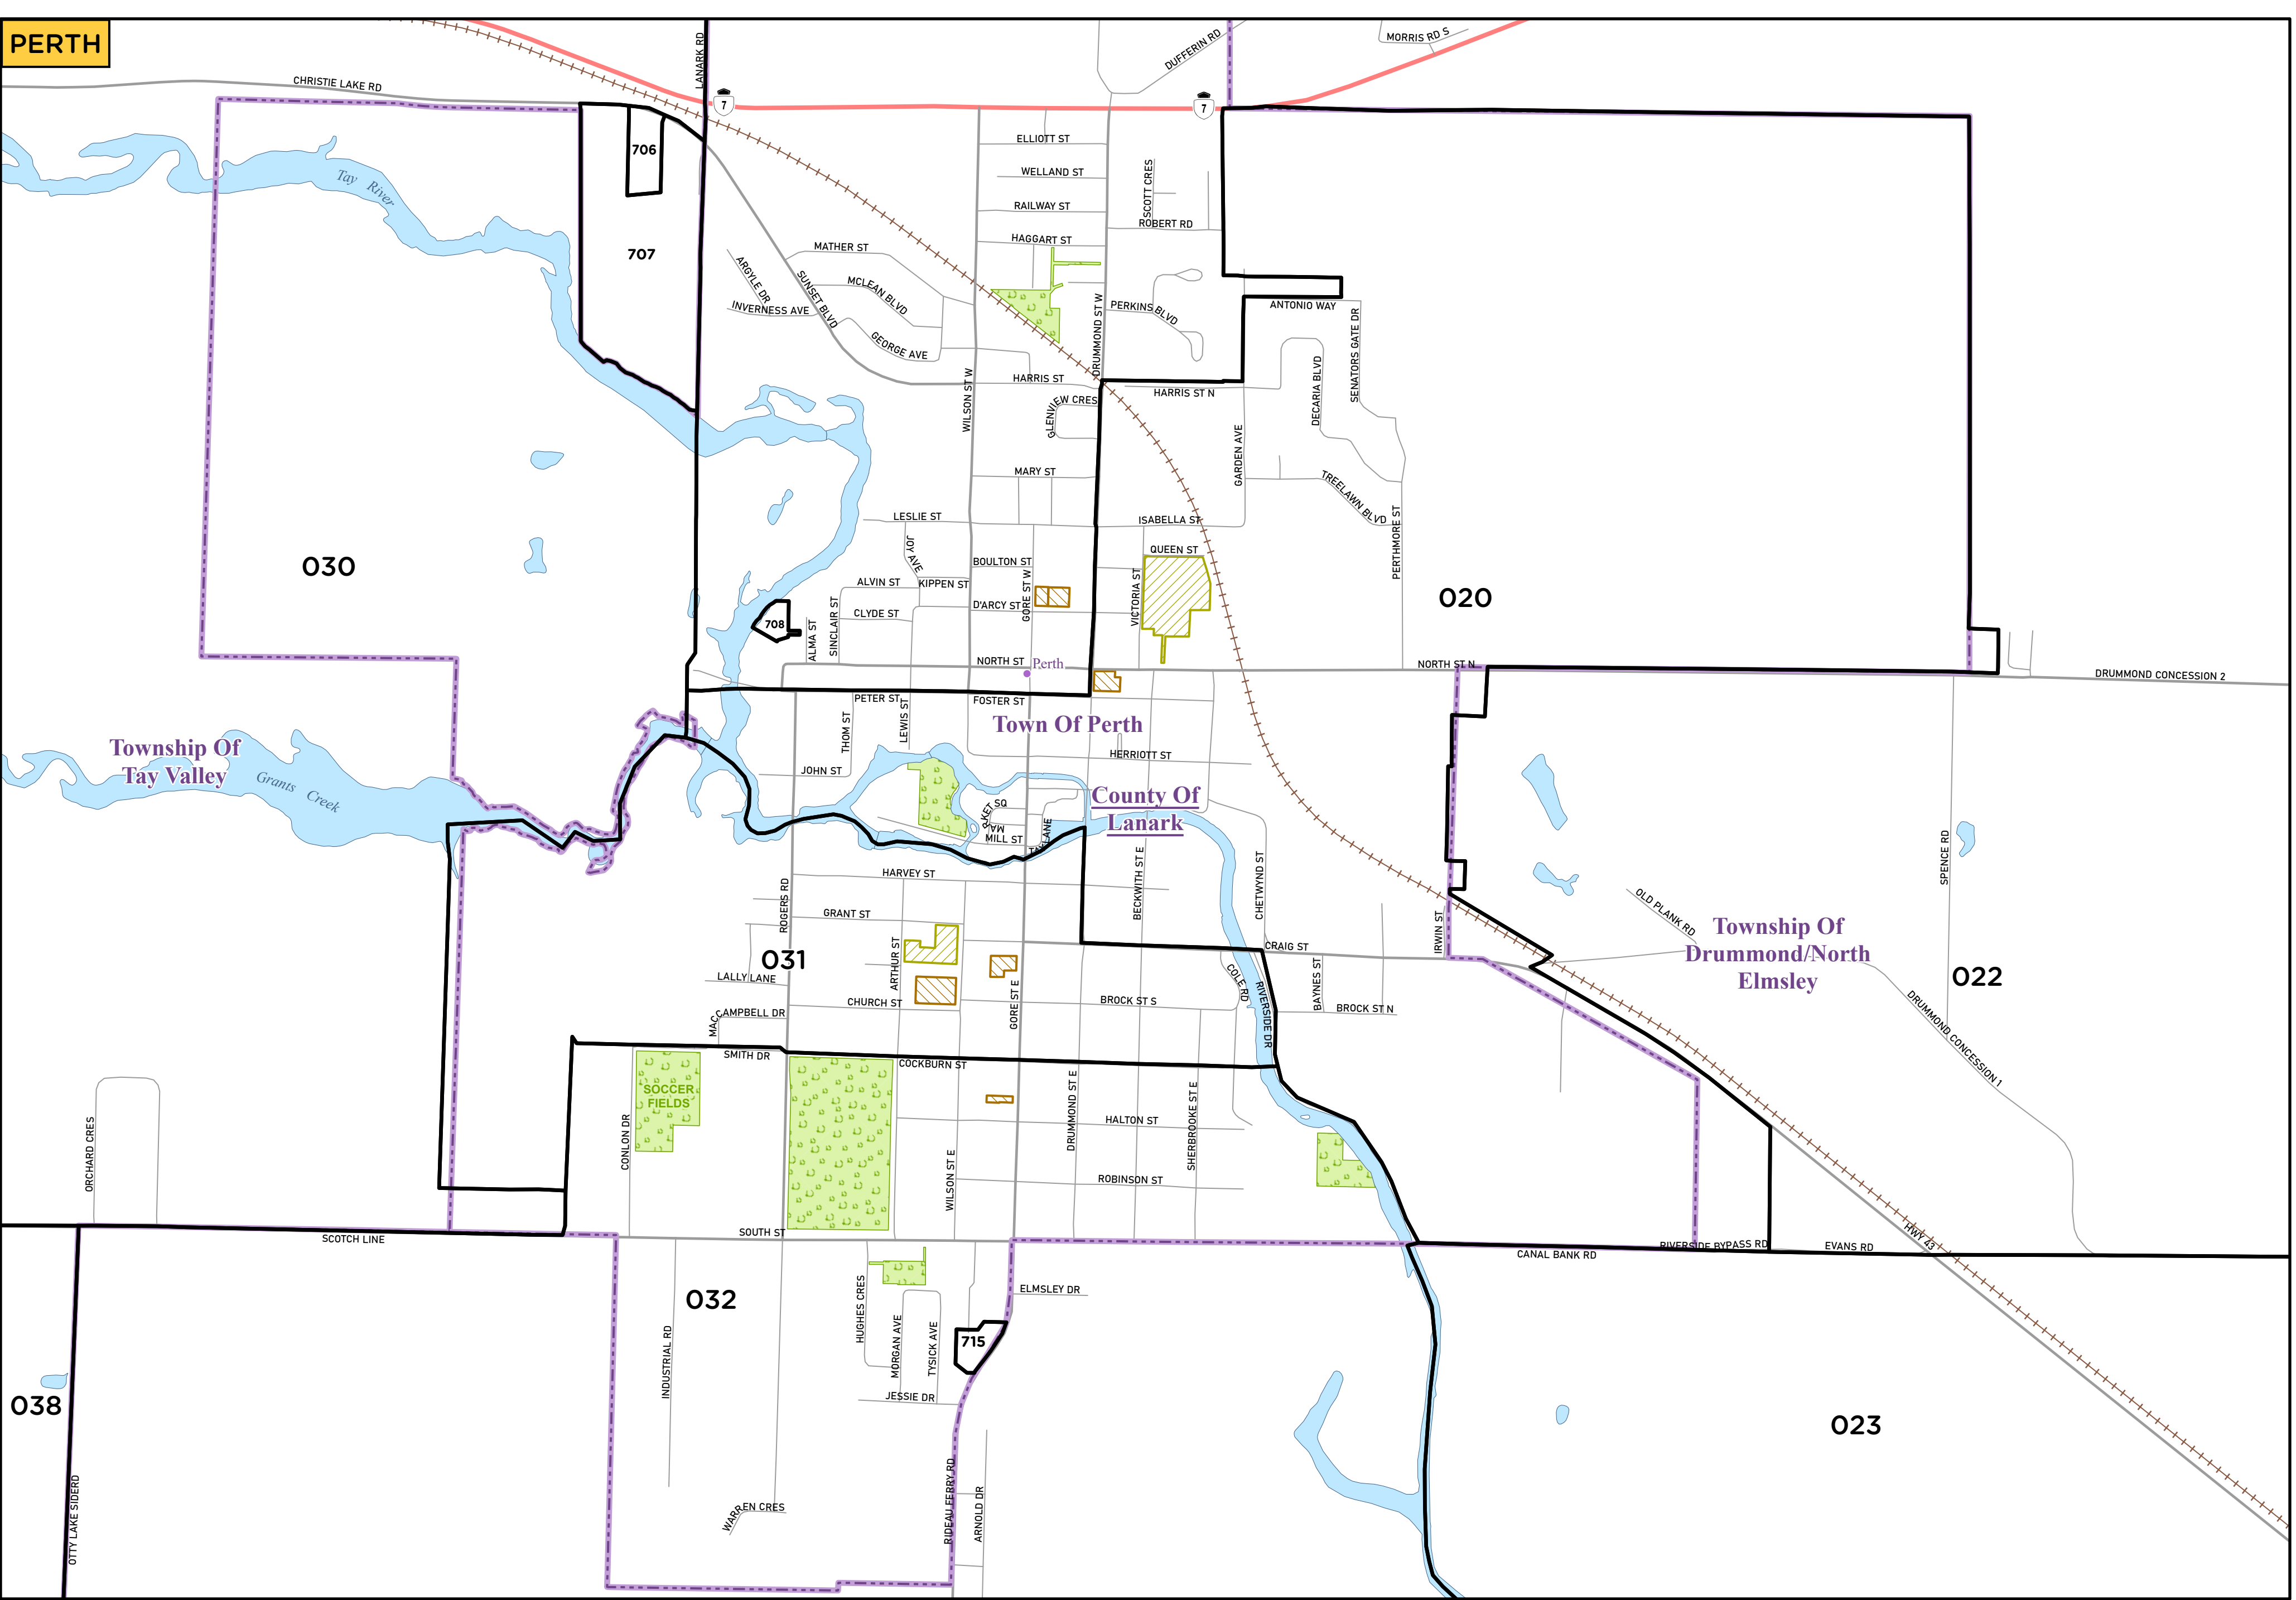 PERTH
CHRISTIE LAKE RD
LANARK RD
DUFFERIN RD
MORRIS RD S
7
7
706
707
Tay River
ELLIOTT ST
WELLAND ST
RAILWAY ST
HAGGART ST
SCOTT CRES
ROBERT RD
MATHER ST
ARGYLE DR
SUNSET BLVD
MCLEAN BLVD
INVERNESS AVE
GEORGE AVE
DRUMMOND ST W
PERKINS BLVD
ANTONIO WAY
SENATORS GATE DR
DECARIA BLVD
HARRIS ST
HARRIS ST N
WILSON ST W
GLENVIEW CRES
GARDEN AVE
MARY ST
TREELAWN BLVD
PERTHMORE ST
LESLIE ST
ISABELLA ST
JOY AVE
QUEEN ST
BOULTON ST
GORE ST W
ALVIN ST
KIPPEN ST
VICTORIA ST
CLYDE ST
D'ARCY ST
SINCLAIR ST
ALMA ST
708
030
020
NORTH ST
Perth
NORTH ST N
DRUMMOND CONCESSION 2
PETER ST
LEWIS ST
FOSTER ST
THOM ST
Town Of Perth
Township Of
Tay Valley
Grants Creek
HERRIOTT ST
JOHN ST
County Of
Lanark
MARKET SQ
MILL ST
TAY LANE
HARVEY ST
BECKWITH ST E
CHETWYND ST
SPENCE RD
OLD PLANK RD
ROGERS RD
GRANT ST
ARTHUR ST
031
CRAIG ST
IRWIN ST
Township Of
Drummond/North
Elmsley
022
LALLY LANE
CHURCH ST
GORE ST E
BROCK ST S
COLE RD
RIVERSIDE DR
BAYNES ST
BROCK ST N
DRUMMOND CONCESSION 1
MACCAMPBELL DR
SMITH DR
COCKBURN ST
SOCCER
FIELDS
CONLON DR
ORCHARD CRES
DRUMMOND ST E
HALTON ST
SHERBROOKE ST E
WILSON ST E
ROBINSON ST
SCOTCH LINE
SOUTH ST
CANAL BANK RD
RIVERSIDE BYPASS RD
EVANS RD
HWY 43
032
HUGHES CRES
MORGAN AVE
TYSICK AVE
ELMSLEY DR
715
INDUSTRIAL RD
JESSIE DR
038
023
OTTY LAKE SIDERD
WARREN CRES
RIDEAU FERRY RD
ARNOLD DR